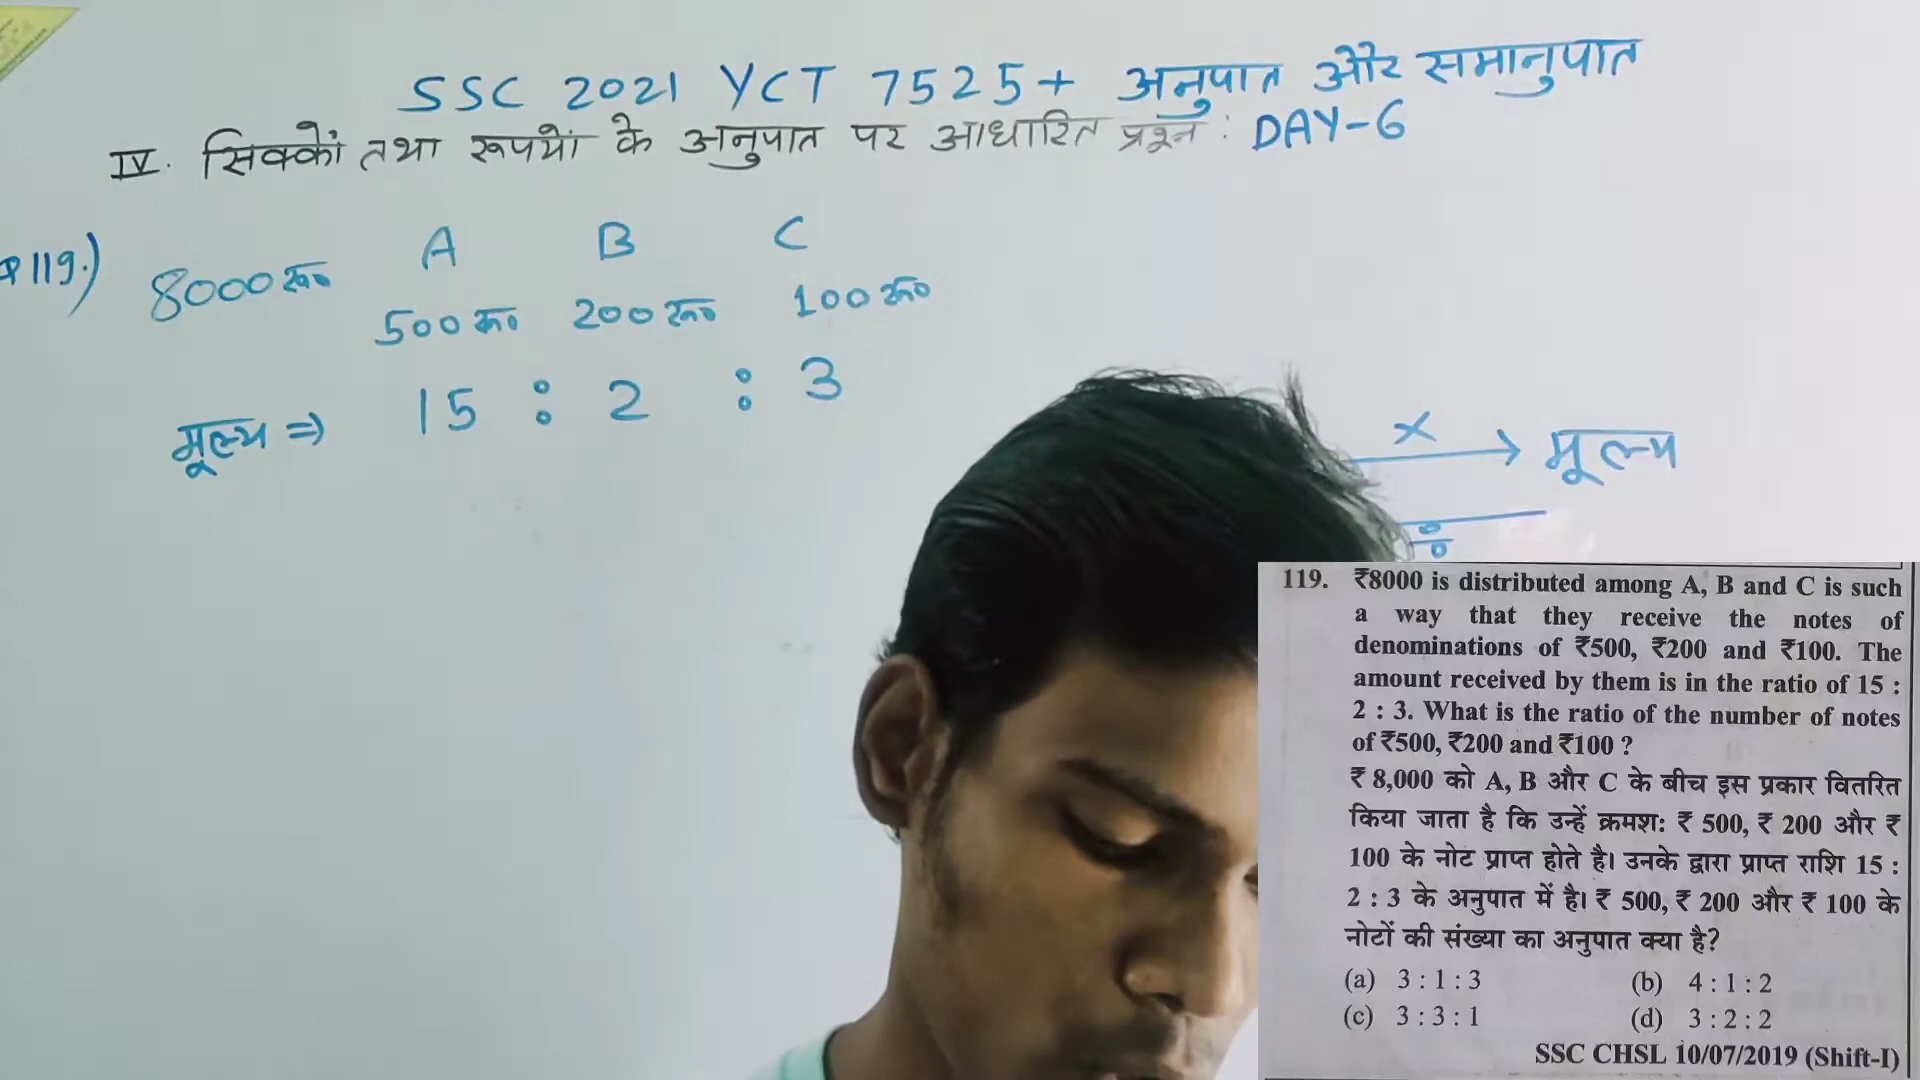 SSC 2021 YCT 7525+ अनुपात और समानुपात
IV. सिक्कों तथा रूपयों के अनुपात पर आधारित प्रश्न : DAY-6
119.) 8000 रू० A B C
500 रू० 200 रू० 100 रू०
मूल्य ⇒ 15 : 2 : 3
× → मूल्य
÷
119. ₹8000 is distributed among A, B and C is such
a way that they receive the notes of
denominations of ₹500, ₹200 and ₹100. The
amount received by them is in the ratio of 15 :
2 : 3. What is the ratio of the number of notes
of ₹500, ₹200 and ₹100 ?
₹ 8,000 को A, B और C के बीच इस प्रकार वितरित
किया जाता है कि उन्हें क्रमश: ₹ 500, ₹ 200 और ₹
100 के नोट प्राप्त होते है। उनके द्वारा प्राप्त राशि 15 :
2 : 3 के अनुपात में है। ₹ 500, ₹ 200 और ₹ 100 के
नोटों की संख्या का अनुपात क्या है?
(a) 3 : 1 : 3 (b) 4 : 1 : 2
(c) 3 : 3 : 1 (d) 3 : 2 : 2
SSC CHSL 10/07/2019 (Shift-I)